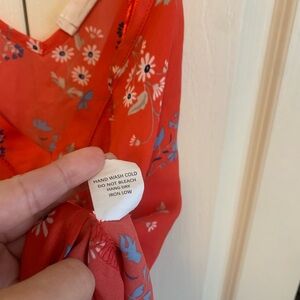 HAND WASH COLD
DO NOT BLEACH
HANG DRY
IRON LOW